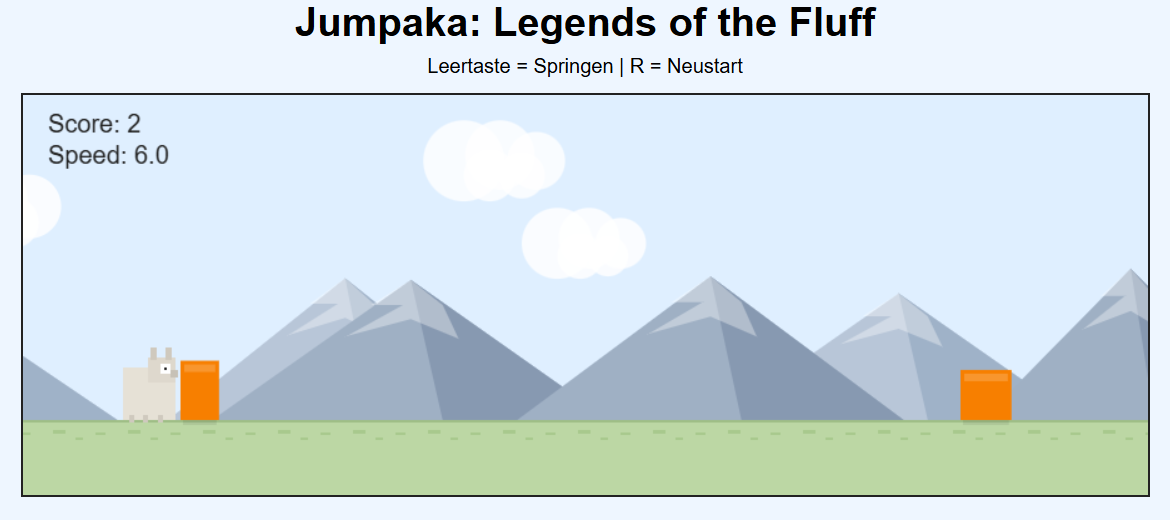 Jumpaka: Legends of the Fluff
Leertaste = Springen | R = Neustart
Score: 2
Speed: 6.0